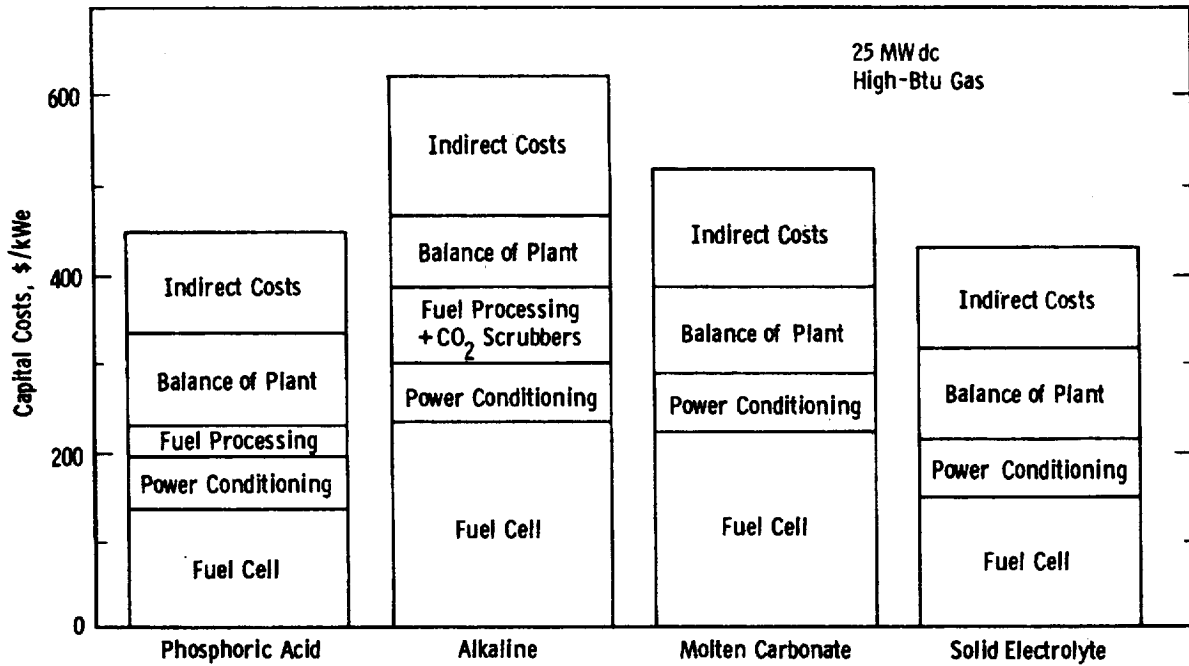 25 MW dc
High-Btu Gas
Capital Costs, $/kWe
600
400
200
0
Indirect Costs
Balance of Plant
Fuel Processing
Power Conditioning
Fuel Cell
Phosphoric Acid
Indirect Costs
Balance of Plant
Fuel Processing
+CO2 Scrubbers
Power Conditioning
Fuel Cell
Alkaline
Indirect Costs
Balance of Plant
Power Conditioning
Fuel Cell
Molten Carbonate
Indirect Costs
Balance of Plant
Power Conditioning
Fuel Cell
Solid Electrolyte